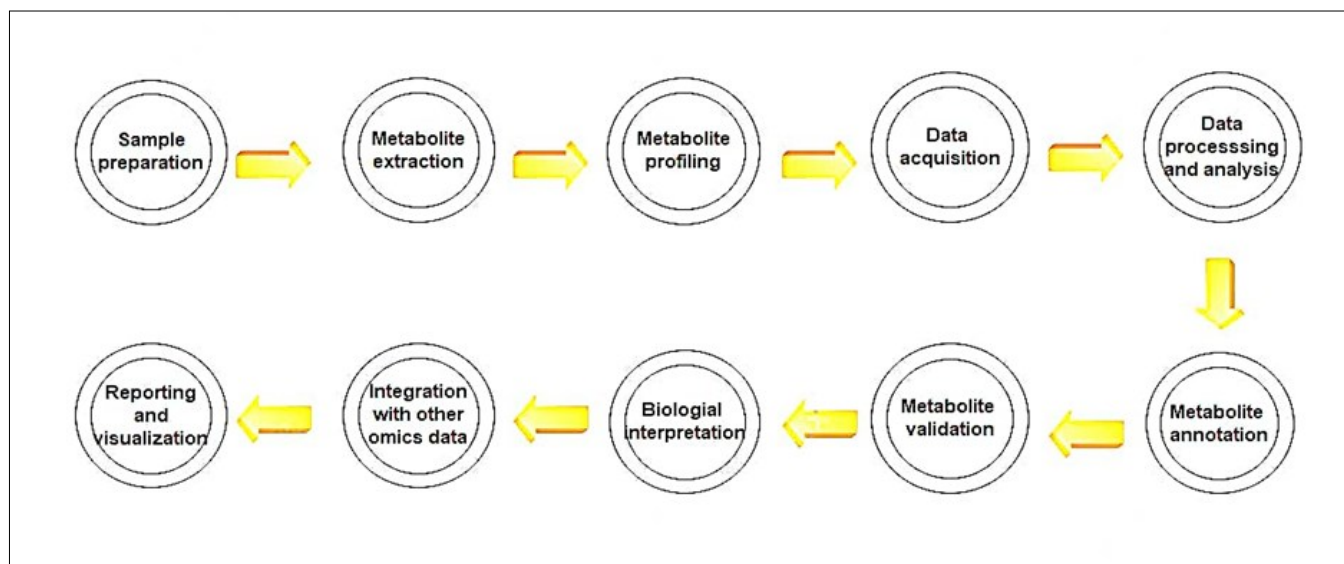 Sample
preparation
Metabolite
extraction
Metabolite
profiling
Data
acquisition
Data
processsing
and analysis
Metabolite
annotation
Metabolite
validation
Biologial
interpretation
Integration
with other
omics data
Reporting
and
visualization